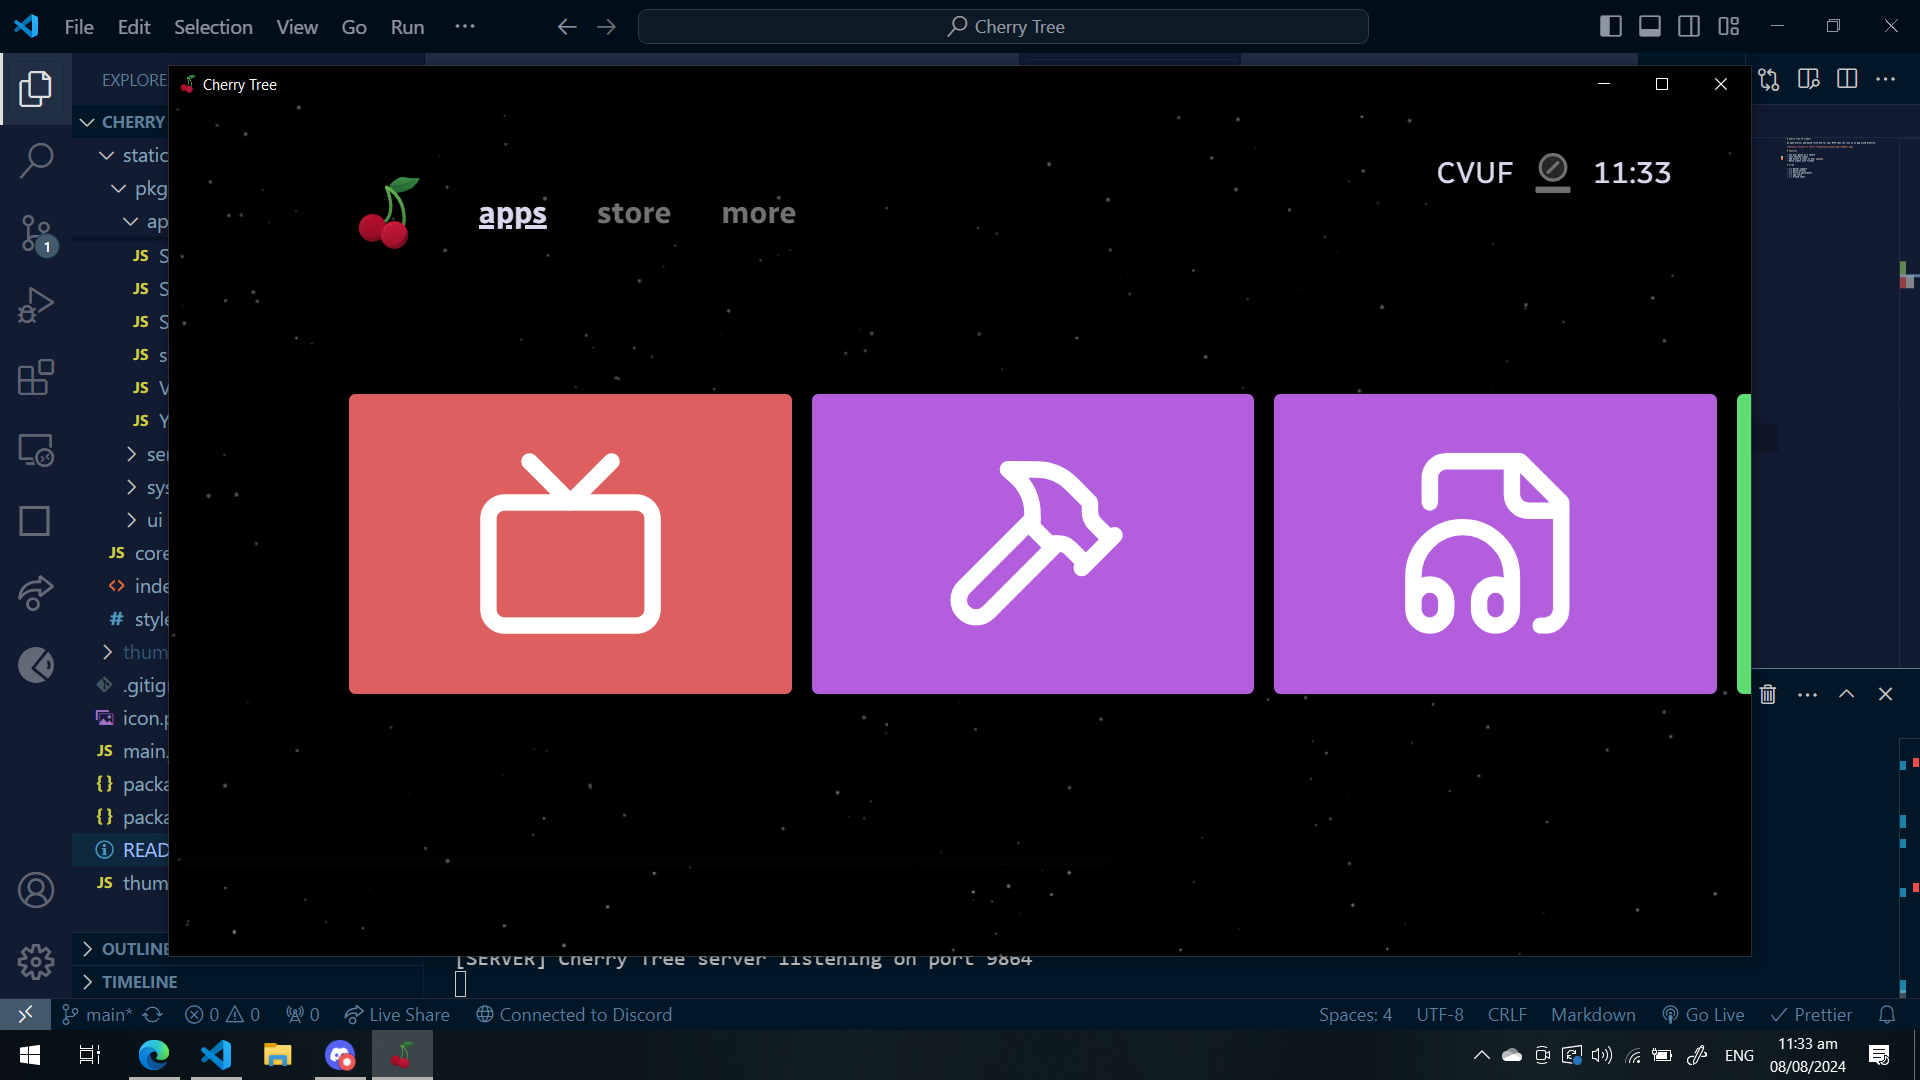 File Edit Selection View Go Run ···
Cherry Tree
EXPLORE
Cherry Tree
CHERRY
static
pkg
ap
JS S
JS S
JS S
JS s
JS V
JS Y
ser
sys
ui
JS core
<> inde
# style
thum
.gitig
icon.p
JS main.
{} packa
{} packa
READ
JS thum
OUTLINE
TIMELINE
CVUF 11:33
apps store more
[SERVER] Cherry Tree server listening on port 9864
1
main* 0 0 0 Live Share Connected to Discord Spaces: 4 UTF-8 CRLF Markdown Go Live Prettier
ENG
11:33 am
08/08/2024